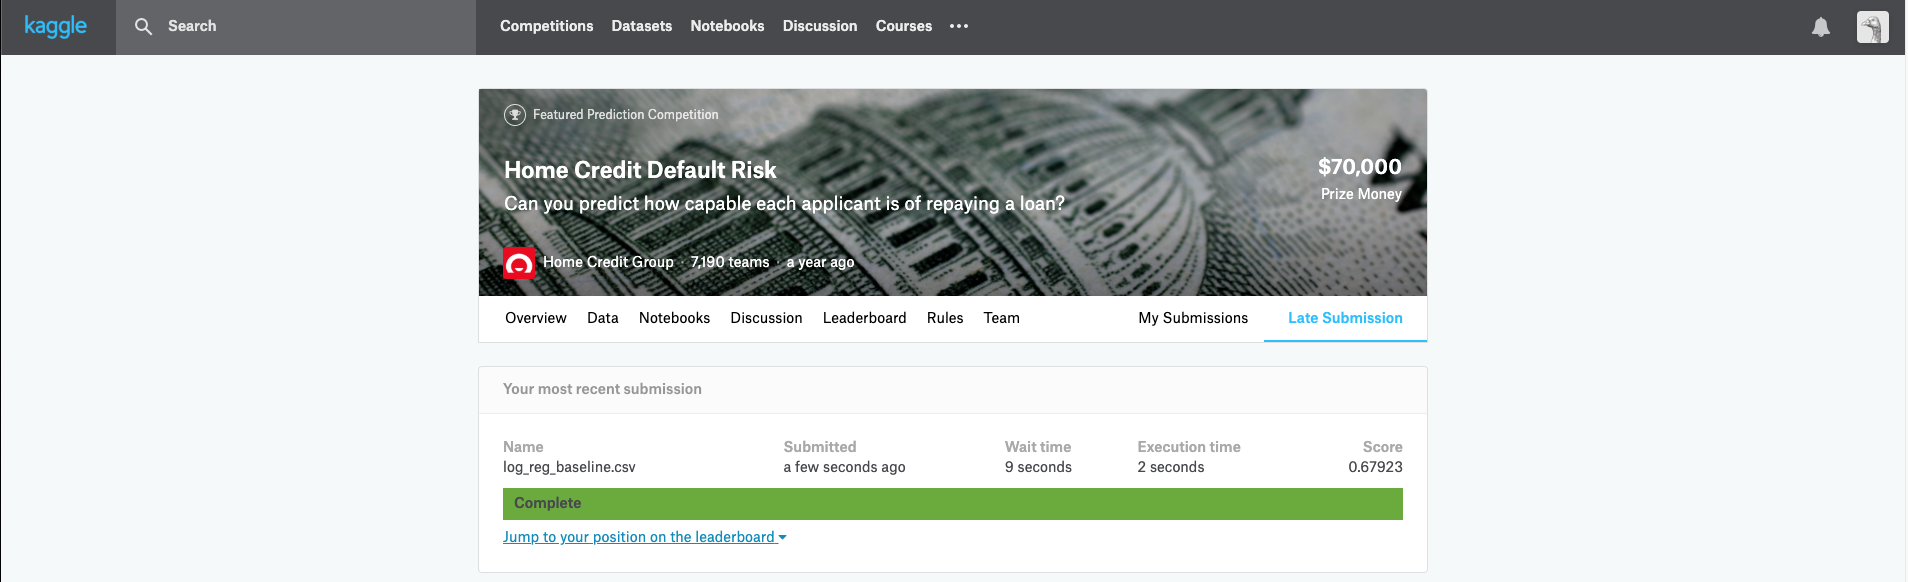 kaggle
Search
Competitions Datasets Notebooks Discussion Courses •••
Featured Prediction Competition
Home Credit Default Risk
$70,000
Can you predict how capable each applicant is of repaying a loan?
Prize Money
Home Credit Group · 7,190 teams · a year ago
Overview Data Notebooks Discussion Leaderboard Rules Team My Submissions Late Submission
Your most recent submission
Name Submitted Wait time Execution time Score
log_reg_baseline.csv a few seconds ago 9 seconds 2 seconds 0.67923
Complete
Jump to your position on the leaderboard